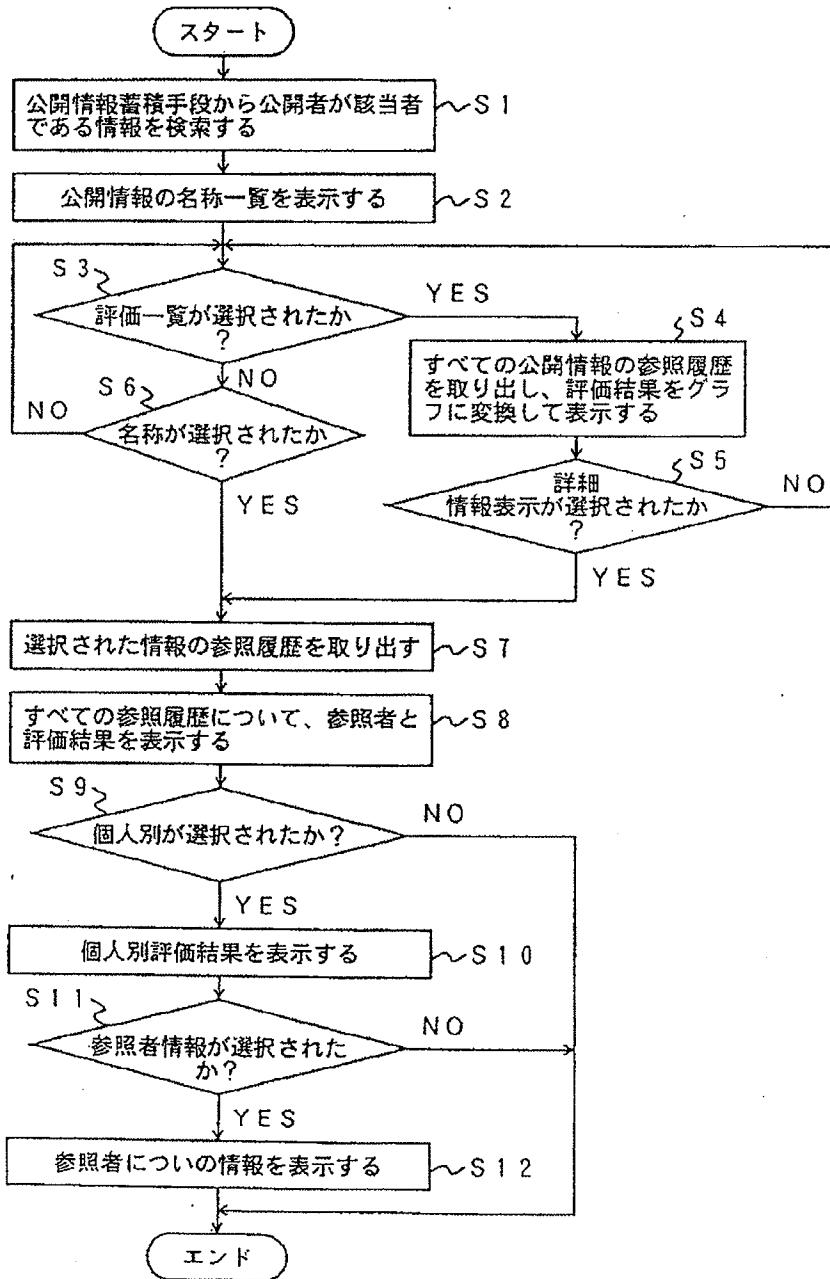 スタート
公開情報蓄積手段から公開者が該当者
である情報を検索する
S1
公開情報の名称一覧を表示する
S2
S3
評価一覧が選択されたか
?
YES
NO
S4
すべての公開情報の参照履歴
を取り出し、評価結果をグラ
フに変換して表示する
S6
名称が選択されたか
?
NO
YES
S5
詳細
情報表示が選択されたか
?
NO
YES
選択された情報の参照履歴を取り出す
S7
すべての参照履歴について、参照者と
評価結果を表示する
S8
S9
個人別が選択されたか?
NO
YES
個人別評価結果を表示する
S10
S11
参照者情報が選択された
か?
NO
YES
参照者についの情報を表示する
S12
エンド